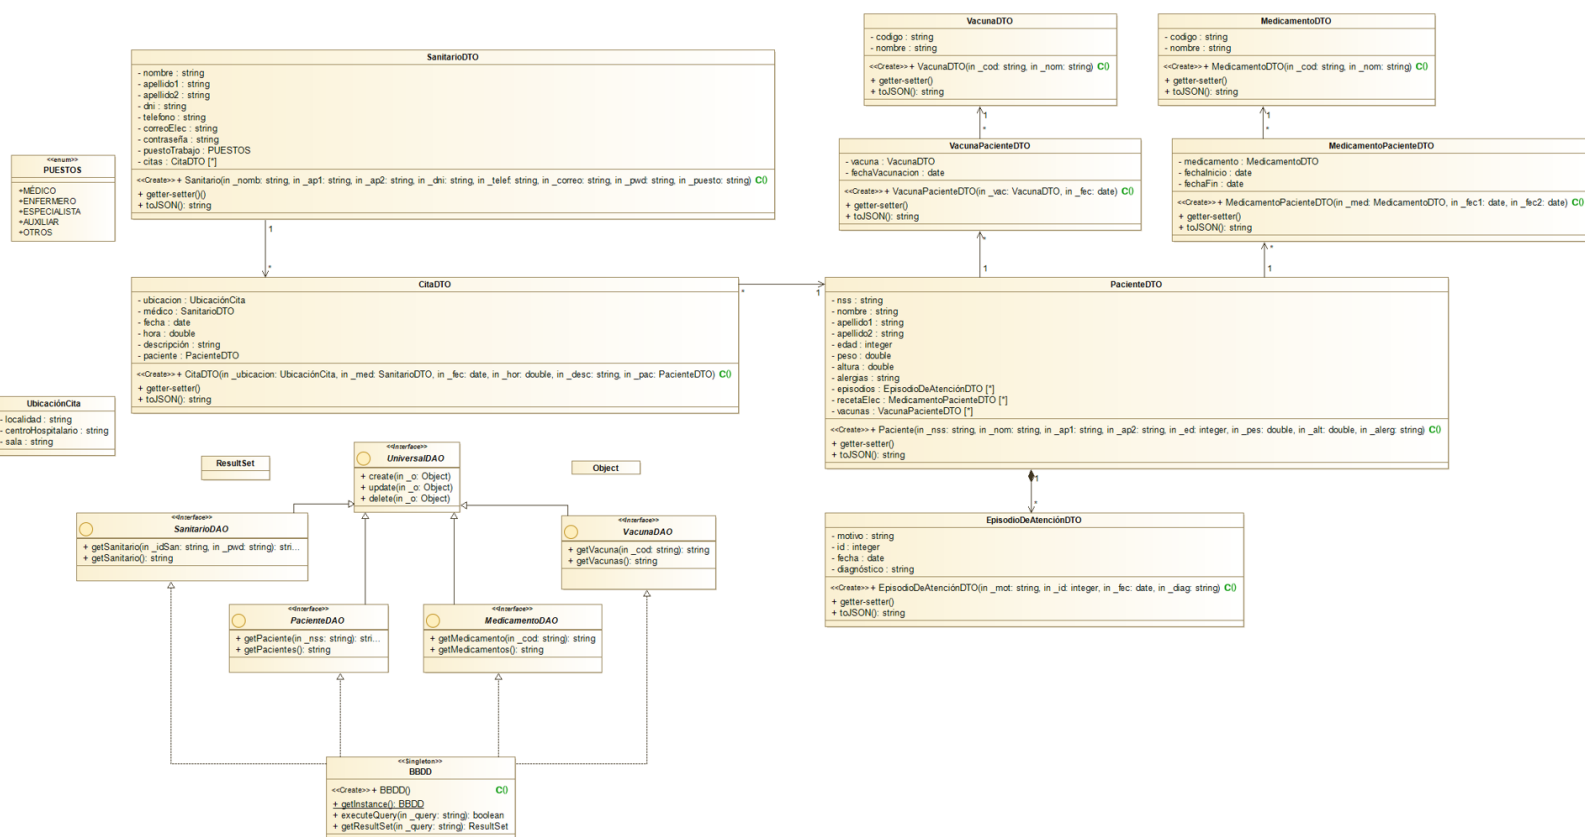 VacunaDTO
- codigo : string
- nombre : string
<<Create>> + VacunaDTO(in _cod: string, in _nom: string) C()
+ getter-setter()
+ toJSON(): string
MedicamentoDTO
- codigo : string
- nombre : string
<<Create>> + MedicamentoDTO(in _cod: string, in _nom: string) C()
+ getter-setter()
+ toJSON(): string
SanitarioDTO
- nombre : string
- apellido1 : string
- apellido2 : string
- dni : string
- telefono : string
- correoElec : string
- contraseña : string
- puestoTrabajo : PUESTOS
- citas : CitaDTO [*]
<<Create>> + Sanitario(in _nomb: string, in _ap1: string, in _ap2: string, in _dni: string, in _telef: string, in _correo: string, in _pwd: string, in _puesto: string) C()
+ getter-setter()()
+ toJSON(): string
1
*
1
*
<<enum>>
PUESTOS
+MÉDICO
+ENFERMERO
+ESPECIALISTA
+AUXILIAR
+OTROS
VacunaPacienteDTO
- vacuna : VacunaDTO
- fechaVacunacion : date
<<Create>> + VacunaPacienteDTO(in _vac: VacunaDTO, in _fec: date) C()
+ getter-setter()
+ toJSON(): string
MedicamentoPacienteDTO
- medicamento : MedicamentoDTO
- fechaInicio : date
- fechaFin : date
<<Create>> + MedicamentoPacienteDTO(in _med: MedicamentoDTO, in _fec1: date, in _fec2: date) C()
+ getter-setter()
+ toJSON(): string
1
*
*
1
*
1
CitaDTO
- ubicacion : UbicaciónCita
- médico : SanitarioDTO
- fecha : date
- hora : double
- descripción : string
- paciente : PacienteDTO
<<Create>> + CitaDTO(in _ubicacion: UbicaciónCita, in _med: SanitarioDTO, in _fec: date, in _hor: double, in _desc: string, in _pac: PacienteDTO) C()
+ getter-setter()
+ toJSON(): string
*
1
PacienteDTO
- nss : string
- nombre : string
- apellido1 : string
- apellido2 : string
- edad : integer
- peso : double
- altura : double
- alergias : string
- episodios : EpisodioDeAtenciónDTO [*]
- recetaElec : MedicamentoPacienteDTO [*]
- vacunas : VacunaPacienteDTO [*]
<<Create>> + Paciente(in _nss: string, in _nom: string, in _ap1: string, in _ap2: string, in _ed: integer, in _pes: double, in _alt: double, in _alerg: string) C()
+ getter-setter()
+ toJSON(): string
UbicaciónCita
- localidad : string
- centroHospitalario : string
- sala : string
ResultSet
<<Interface>>
UniversalDAO
+ create(in _o: Object)
+ update(in _o: Object)
+ delete(in _o: Object)
Object
1
*
<<Interface>>
SanitarioDAO
+ getSanitario(in _idSan: string, in _pwd: string): stri...
+ getSanitario(): string
<<Interface>>
VacunaDAO
+ getVacuna(in _cod: string): string
+ getVacunas(): string
EpisodioDeAtenciónDTO
- motivo : string
- id : integer
- fecha : date
- diagnóstico : string
<<Create>> + EpisodioDeAtenciónDTO(in _mot: string, in _id: integer, in _fec: date, in _diag: string) C()
+ getter-setter()
+ toJSON(): string
<<Interface>>
PacienteDAO
+ getPaciente(in _nss: string): stri...
+ getPacientes(): string
<<Interface>>
MedicamentoDAO
+ getMedicamento(in _cod: string): string
+ getMedicamentos(): string
<<Singleton>>
BBDD
<<Create>> + BBDD() C()
+ getInstance(): BBDD
+ executeQuery(in _query: string): boolean
+ getResultSet(in _query: string): ResultSet